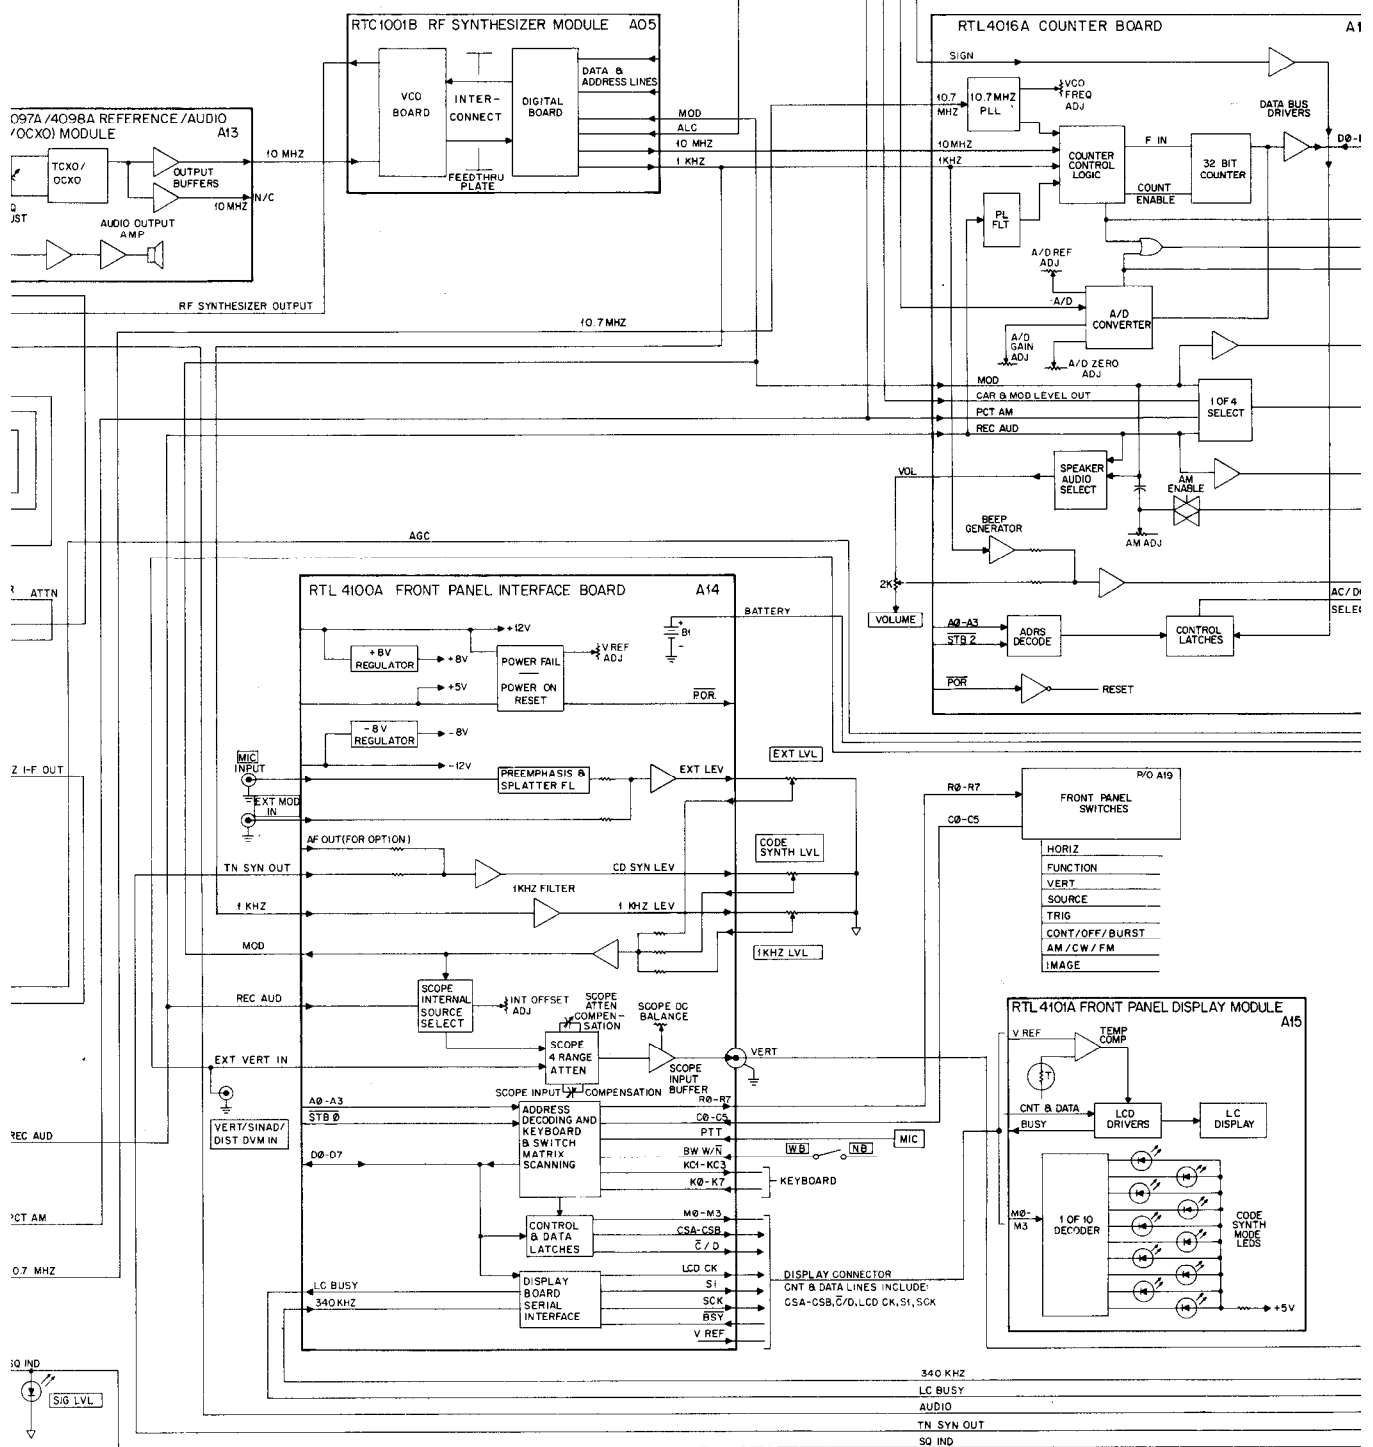 RTC1001B RF SYNTHESIZER MODULE A05
VCO
BOARD
INTER-
CONNECT
DIGITAL
BOARD
FEEDTHRU
PLATE
DATA &
ADDRESS LINES
MOD
ALC
10 MHZ
1 KHZ
097A/4098A REFERENCE/AUDIO
/OCXO) MODULE A13
TCXO/
OCXO
OUTPUT
BUFFERS
10 MHZ
10 MHZ
N/C
AUDIO OUTPUT
AMP
Q
JST
RF SYNTHESIZER OUTPUT
10.7 MHZ
RTL4016A COUNTER BOARD A1
SIGN
10.7
MHZ
10.7 MHZ
PLL
VCO
FREQ
ADJ
DATA BUS
DRIVERS
10MHZ
1KHZ
COUNTER
CONTROL
LOGIC
F IN
COUNT
ENABLE
32 BIT
COUNTER
PL
FLT
A/D REF
ADJ
A/D
A/D
CONVERTER
A/D
GAIN
ADJ
A/D ZERO
ADJ
MOD
CAR & MOD LEVEL OUT
PCT AM
REC AUD
1 OF 4
SELECT
VOL
SPEAKER
AUDIO
SELECT
AM
ENABLE
AM ADJ
BEEP
GENERATOR
2K
VOLUME
AC/D
SELE
A0-A3
STB 2
ADRS
DECODE
CONTROL
LATCHES
POR
RESET
AGC
ATTN
RTL 4100A FRONT PANEL INTERFACE BOARD A14
BATTERY
+12V
B1
+8V
REGULATOR
+8V
POWER FAIL
POWER ON
RESET
V REF
ADJ
+5V
POR
-8V
REGULATOR
-8V
-12V
MIC
INPUT
PREEMPHASIS &
SPLATTER FL
EXT LEV
EXT LVL
EXT MOD
IN
Z I-F OUT
AF OUT(FOR OPTION)
CODE
SYNTH LVL
TN SYN OUT
CD SYN LEV
1KHZ FILTER
1 KHZ
1 KHZ LEV
MOD
1KHZ LVL
REC AUD
SCOPE
INTERNAL
SOURCE
SELECT
INT OFFSET
ADJ
SCOPE
ATTEN
COMPEN-
SATION
SCOPE DC
BALANCE
EXT VERT IN
SCOPE
4 RANGE
ATTEN
SCOPE
INPUT
BUFFER
VERT
SCOPE INPUT COMPENSATION
VERT/SINAD/
DIST DVM IN
A0-A3
STB 0
D0-D7
ADDRESS
DECODING AND
KEYBOARD
& SWITCH
MATRIX
SCANNING
R0-R7
C0-C5
PTT
MIC
BW W/N
WB
NB
KC1-KC3
K0-K7
KEYBOARD
CONTROL
& DATA
LATCHES
M0-M3
CSA-CSB
C/D
LC BUSY
340KHZ
DISPLAY
BOARD
SERIAL
INTERFACE
LCD CK
SI
SCK
BSY
V REF
DISPLAY CONNECTOR
CNT & DATA LINES INCLUDE:
CSA-CSB, C/D, LCD CK, SI, SCK
R0-R7
C0-C5
P/O A19
FRONT PANEL
SWITCHES
HORIZ
FUNCTION
VERT
SOURCE
TRIG
CONT/OFF/BURST
AM/CW/FM
IMAGE
RTL4101A FRONT PANEL DISPLAY MODULE
A15
V REF
TEMP
COMP
T
CNT & DATA
BUSY
LCD
DRIVERS
LC
DISPLAY
M0-
M3
1 OF 10
DECODER
CODE
SYNTH
MODE
LEDS
+5V
REC AUD
PCT AM
0.7 MHZ
SQ IND
SIG LVL
340 KHZ
LC BUSY
AUDIO
TN SYN OUT
SQ IND